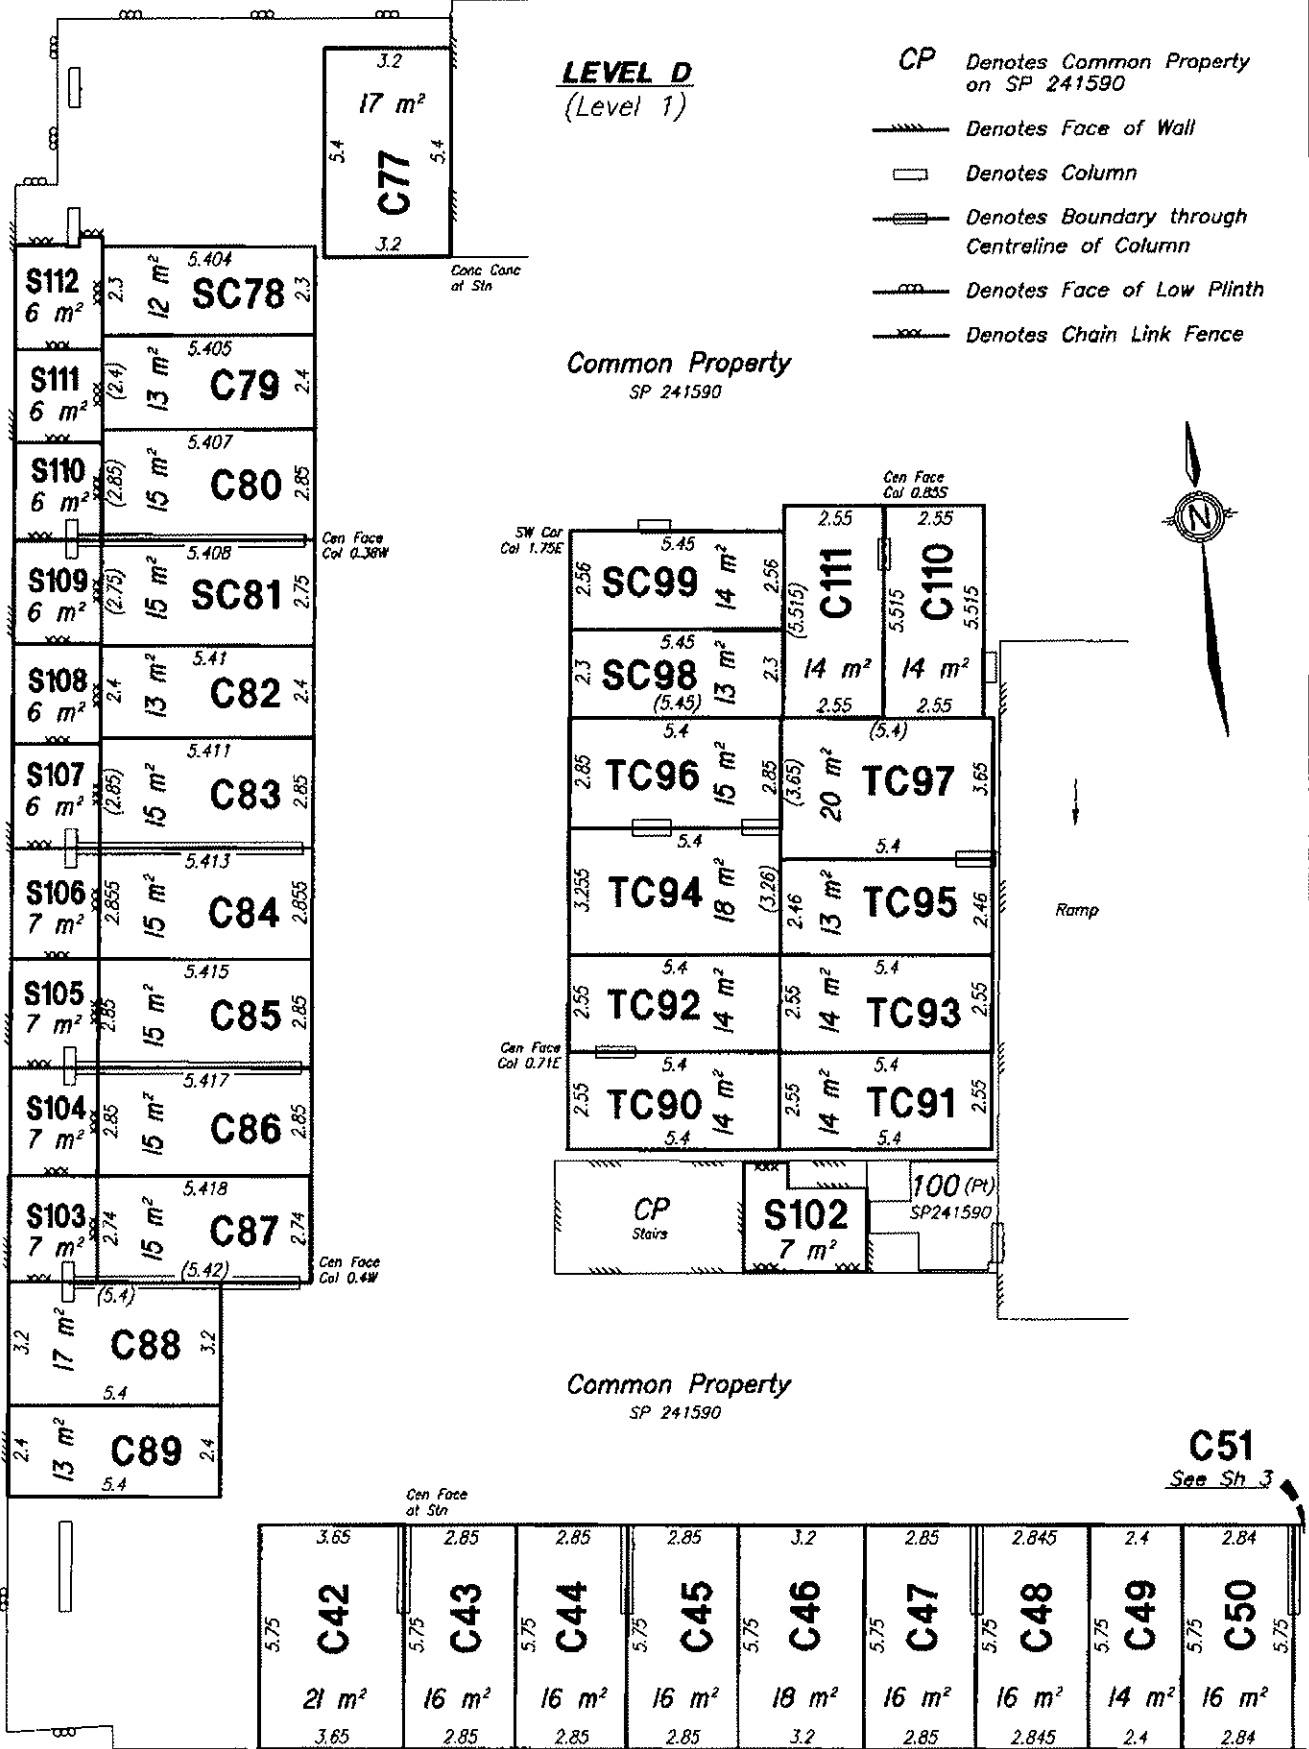 LEVEL D
(Level 1)
CP Denotes Common Property
on SP 241590
Denotes Face of Wall
Denotes Column
Denotes Boundary through
Centreline of Column
Denotes Face of Low Plinth
Denotes Chain Link Fence
3.2
17 m²
5.4
C77
5.4
3.2
Conc Conc
at Stn
S112
6 m²
2.3
12 m²
5.404
SC78
2.3
S111
6 m²
(2.4)
13 m²
5.405
C79
2.4
S110
6 m²
(2.85)
15 m²
5.407
C80
2.85
Cen Face
Col 0.38W
S109
6 m²
(2.75)
15 m²
5.408
SC81
2.75
S108
6 m²
2.4
13 m²
5.41
C82
2.4
S107
6 m²
(2.85)
15 m²
5.411
C83
2.85
S106
7 m²
2.855
15 m²
5.413
C84
2.855
S105
7 m²
2.85
15 m²
5.415
C85
2.85
S104
7 m²
2.85
15 m²
5.417
C86
2.85
S103
7 m²
2.74
15 m²
5.418
C87
2.74
(5.42)
Cen Face
Col 0.4W
(5.4)
3.2
17 m²
C88
3.2
5.4
2.4
13 m²
C89
2.4
5.4
Common Property
SP 241590
N
SW Cor
Col 1.75E
5.45
2.56
SC99
14 m²
2.56
5.45
2.3
SC98
13 m²
2.3
(5.45)
Cen Face
Col 0.85S
2.55
(5.515)
C111
14 m²
2.55
2.55
5.515
C110
5.515
14 m²
2.55
5.4
2.85
TC96
15 m²
2.85
(5.4)
(3.65)
20 m²
TC97
3.65
5.4
5.4
3.255
TC94
18 m²
(3.26)
2.46
13 m²
TC95
2.46
5.4
2.55
TC92
14 m²
5.4
2.55
14 m²
TC93
2.55
Cen Face
Col 0.71E
5.4
2.55
TC90
14 m²
5.4
5.4
2.55
14 m²
TC91
2.55
5.4
Ramp
CP
Stairs
S102
7 m²
100 (Pt)
SP241590
Common Property
SP 241590
C51
See Sh 3
Cen Face
at Stn
3.65
5.75
C42
21 m²
3.65
2.85
5.75
C43
16 m²
2.85
2.85
5.75
C44
16 m²
2.85
2.85
5.75
C45
16 m²
2.85
3.2
5.75
C46
18 m²
3.2
2.85
5.75
C47
16 m²
2.85
2.845
5.75
C48
16 m²
2.845
2.4
5.75
C49
14 m²
2.4
2.84
5.75
C50
5.75
16 m²
2.84